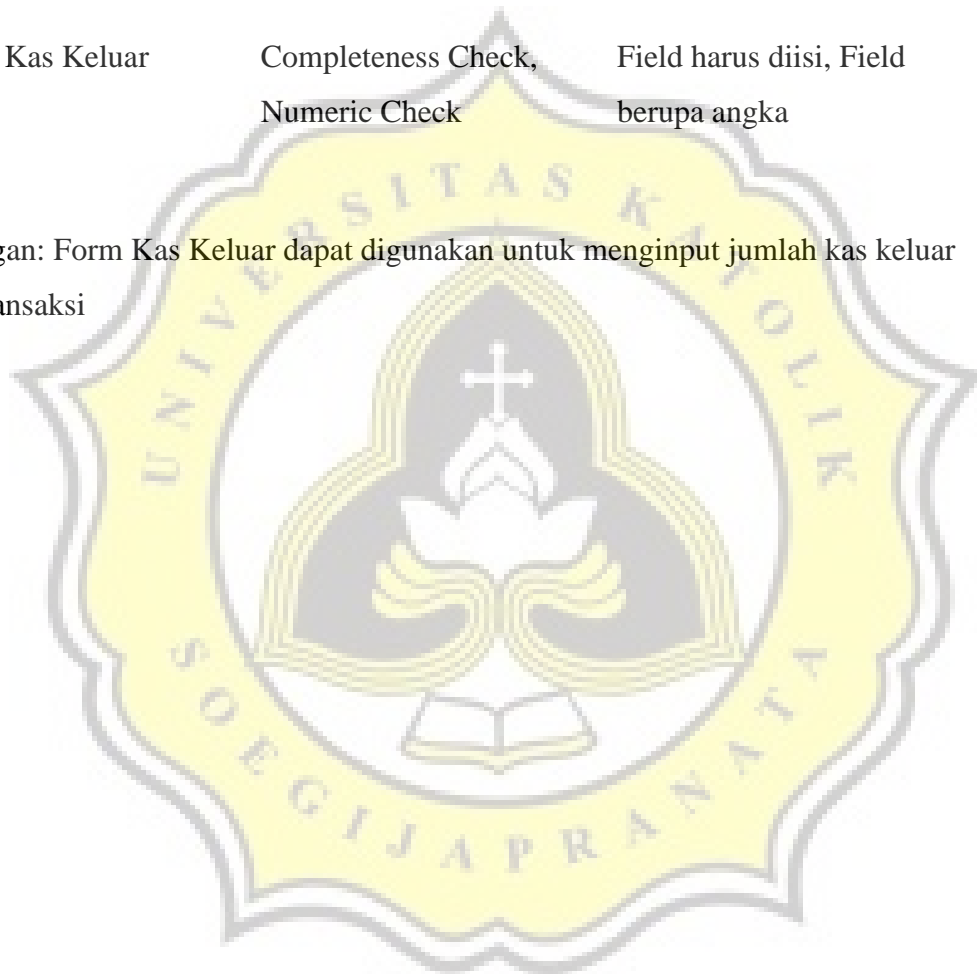 Kas Keluar Completeness Check, Field harus diisi, Field
Numeric Check berupa angka
gan: Form Kas Keluar dapat digunakan untuk menginput jumlah kas keluar
ansaksi
UNIVERSITAS KATOLIK
SOEGIJAPRANATA